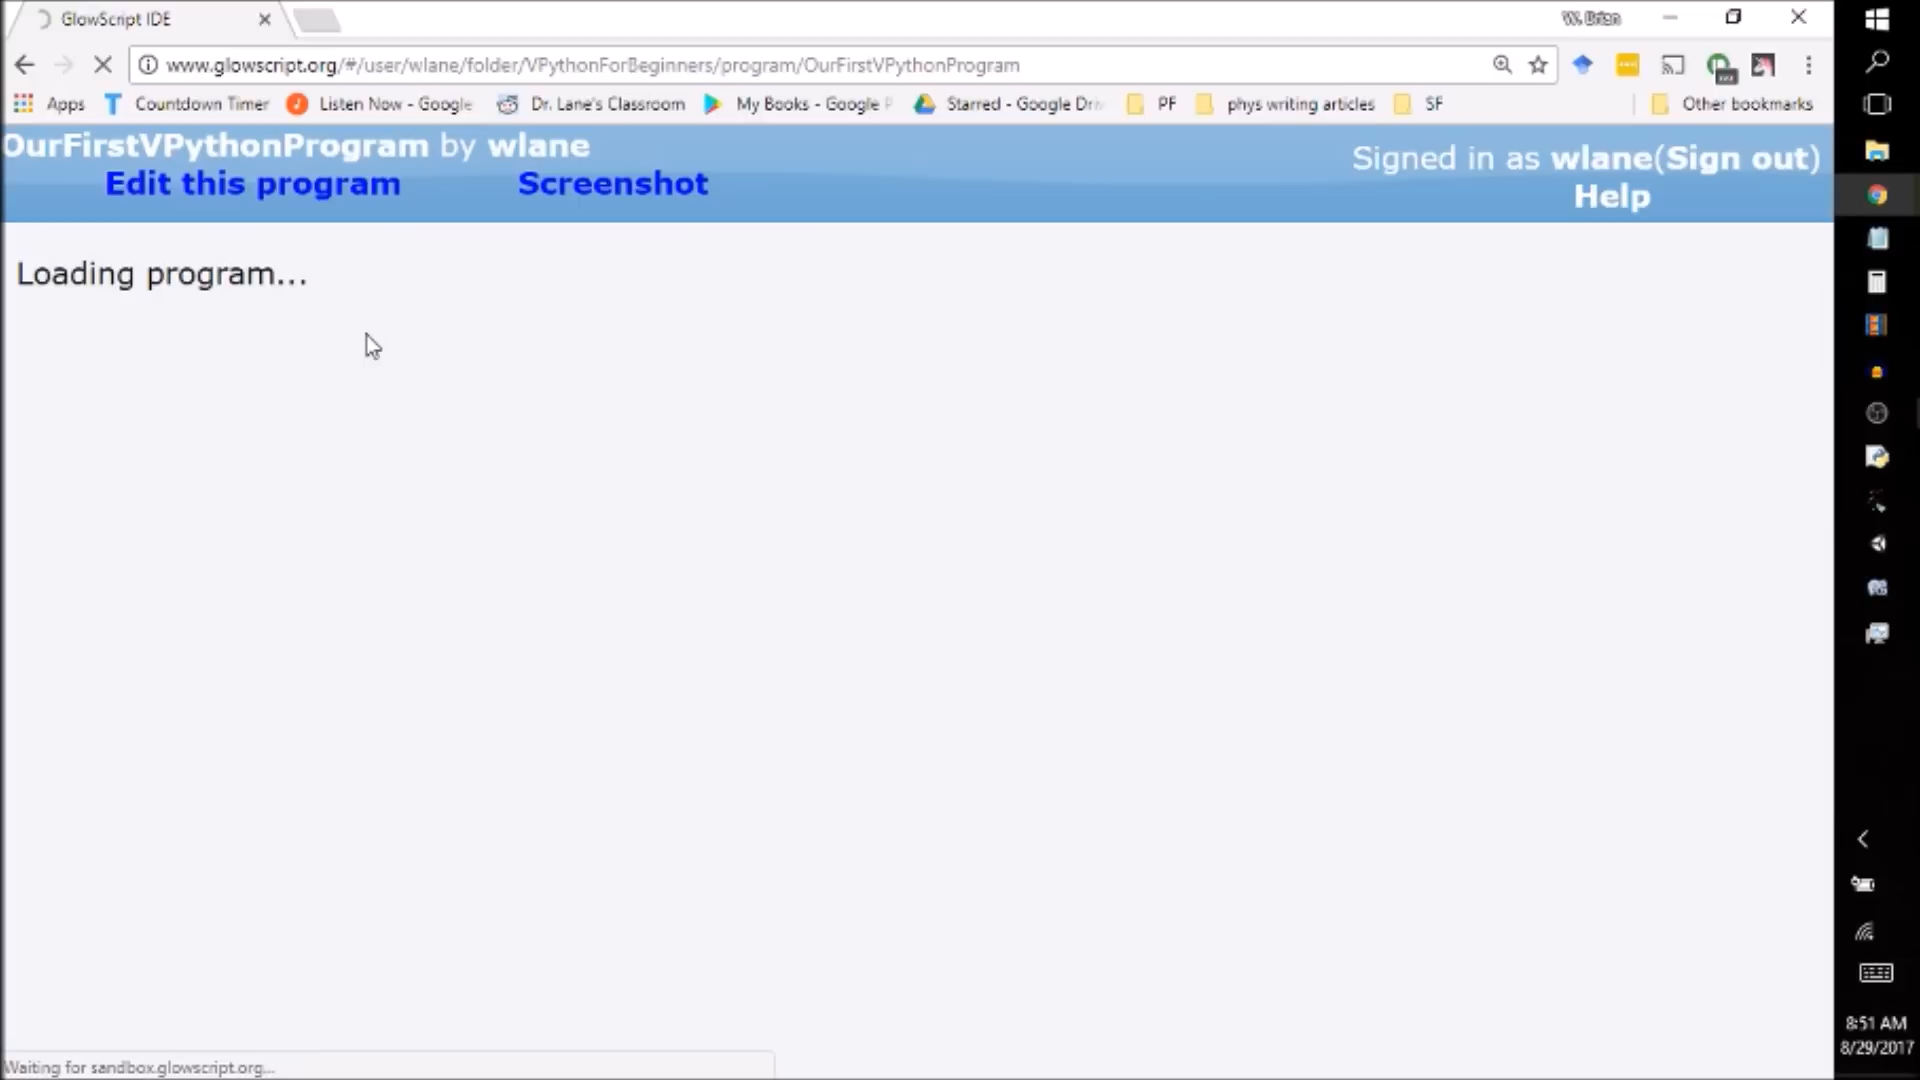 GlowScript IDE
W. Brian
www.glowscript.org/#/user/wlane/folder/VPythonForBeginners/program/OurFirstVPythonProgram
Apps Countdown Timer Listen Now - Google Dr. Lane's Classroom My Books - Google P Starred - Google Driv PF phys writing articles SF Other bookmarks
OurFirstVPythonProgram by wlane
Signed in as wlane(Sign out)
Edit this program Screenshot
Help
Loading program...
Waiting for sandbox.glowscript.org...
8:51 AM
8/29/2017